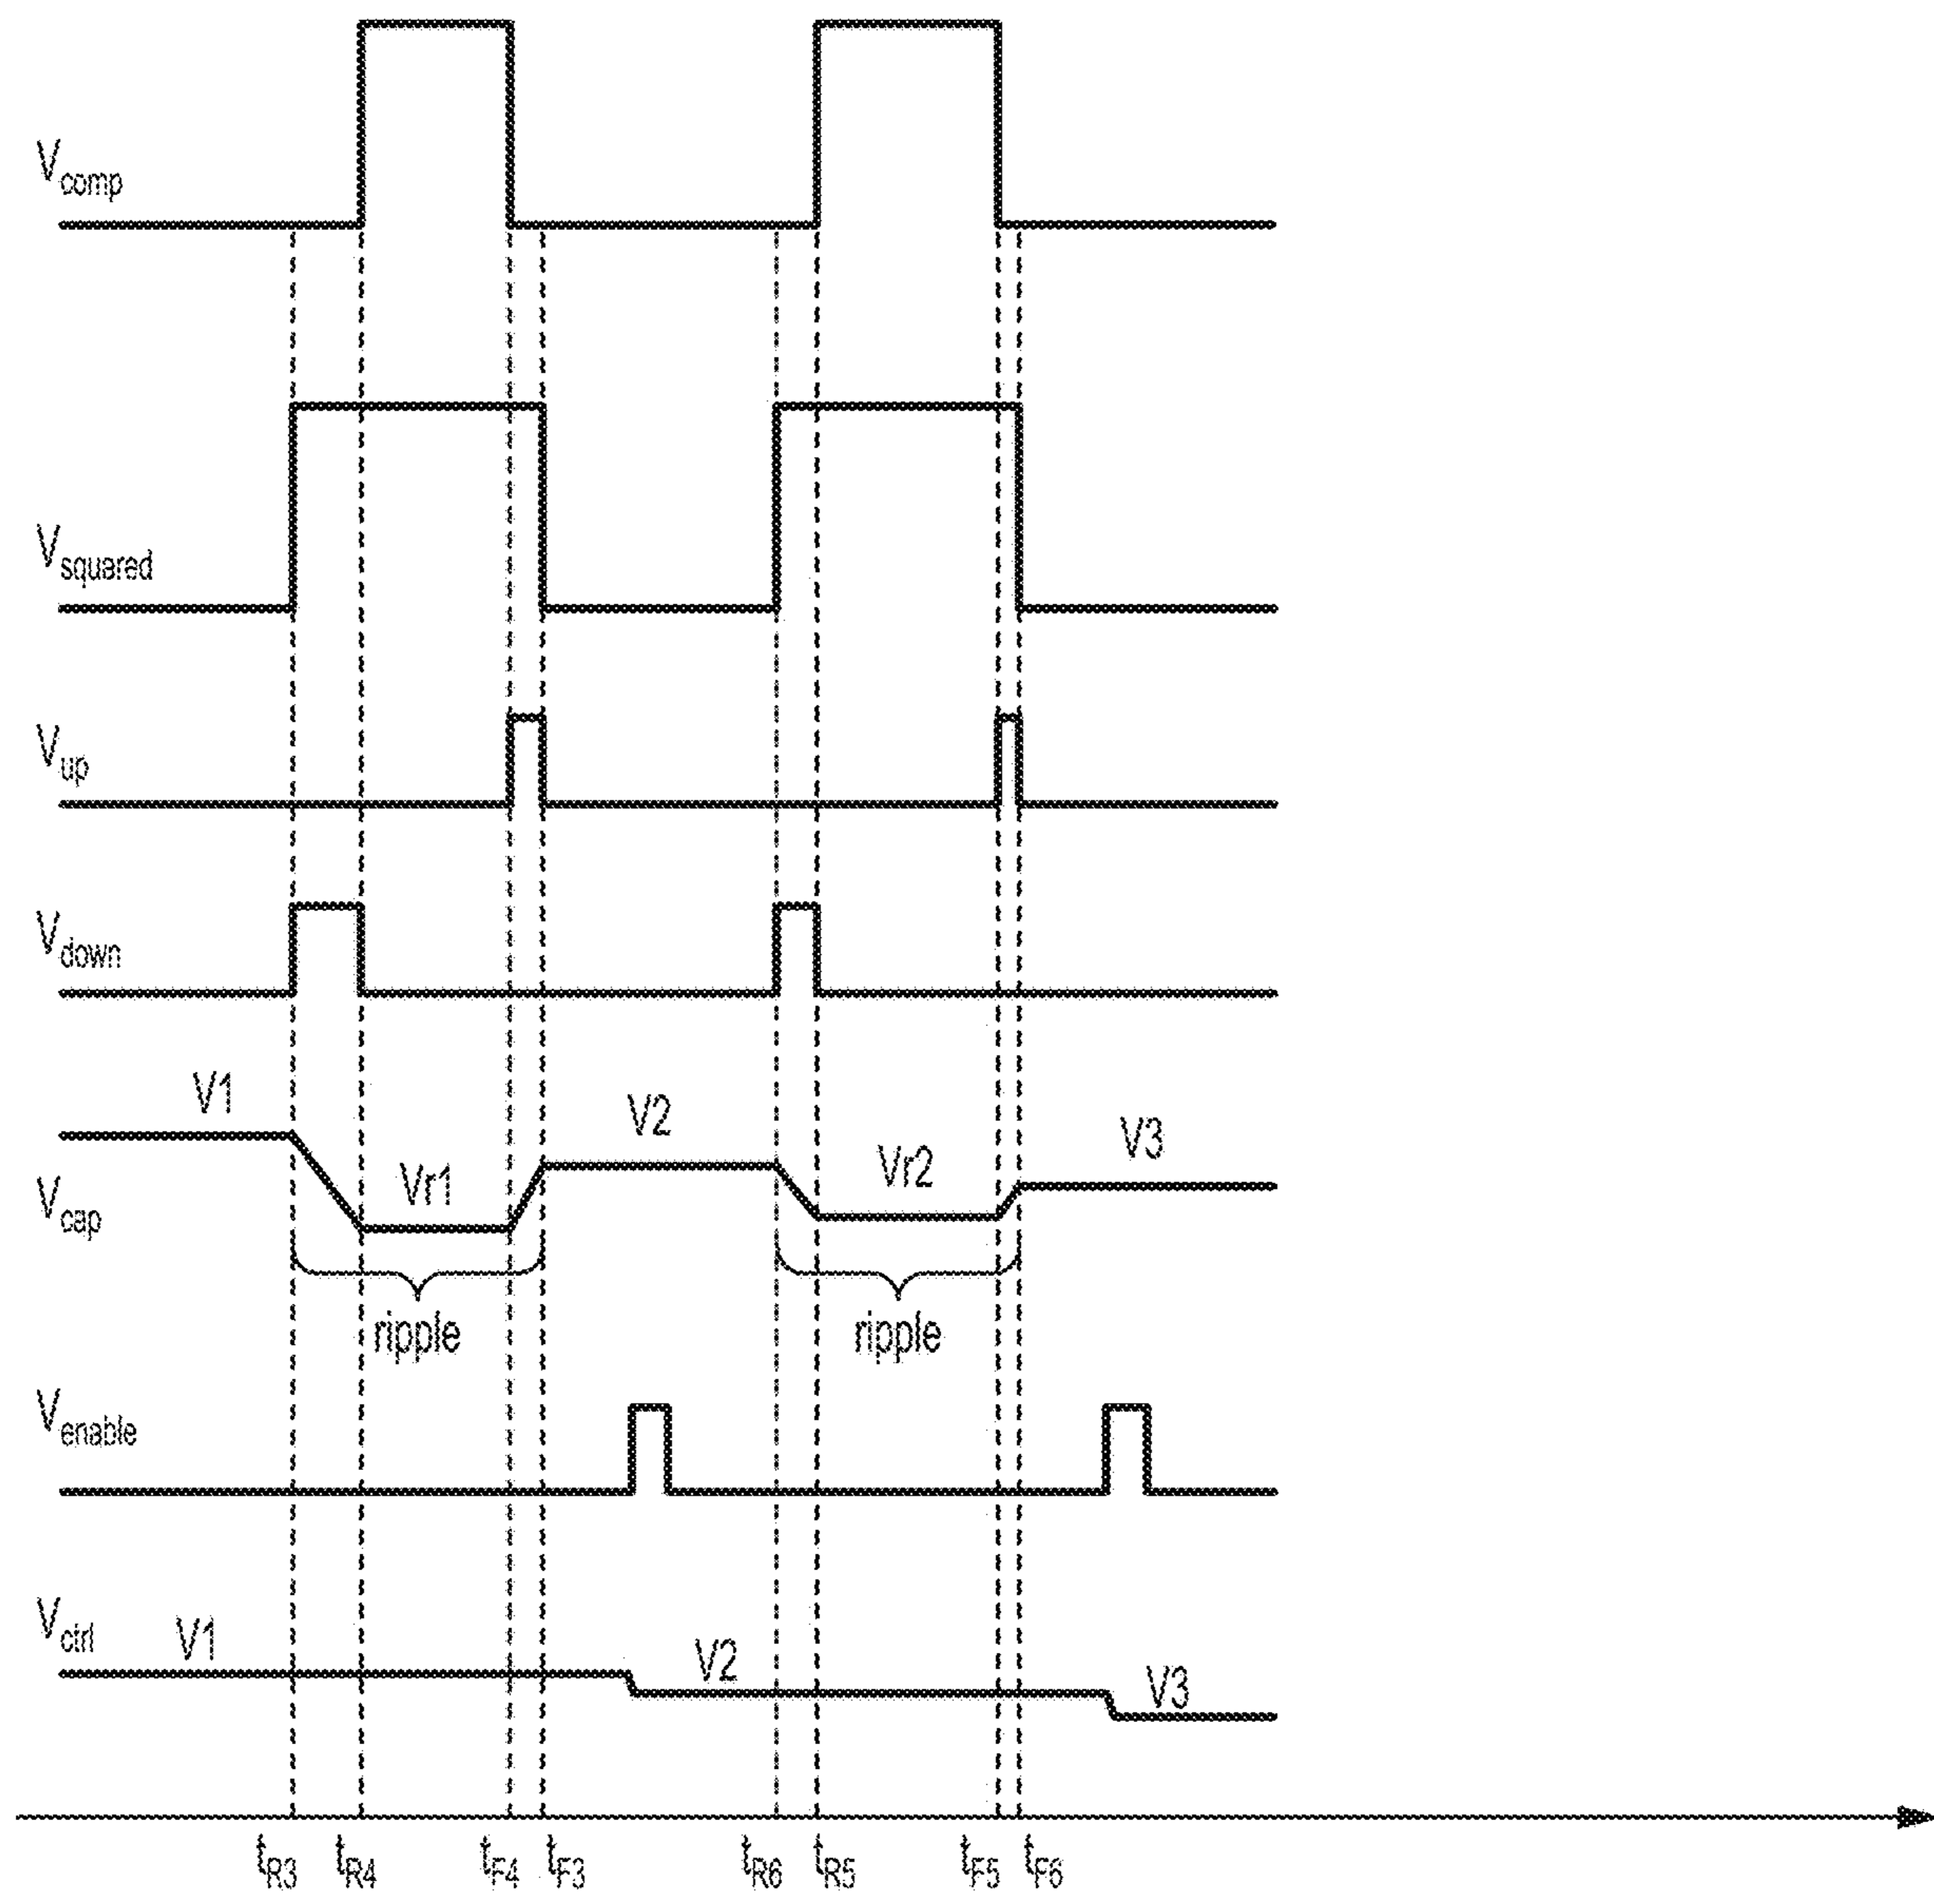 Vcomp
Vsquared
Vup
Vdown
V1 V2 V3
Vr1 Vr2
Vcap
ripple ripple
Venable
Vctrl V1 V2 V3
tR3 tR4 tF4 tF3 tR6 tR5 tF5 tF6